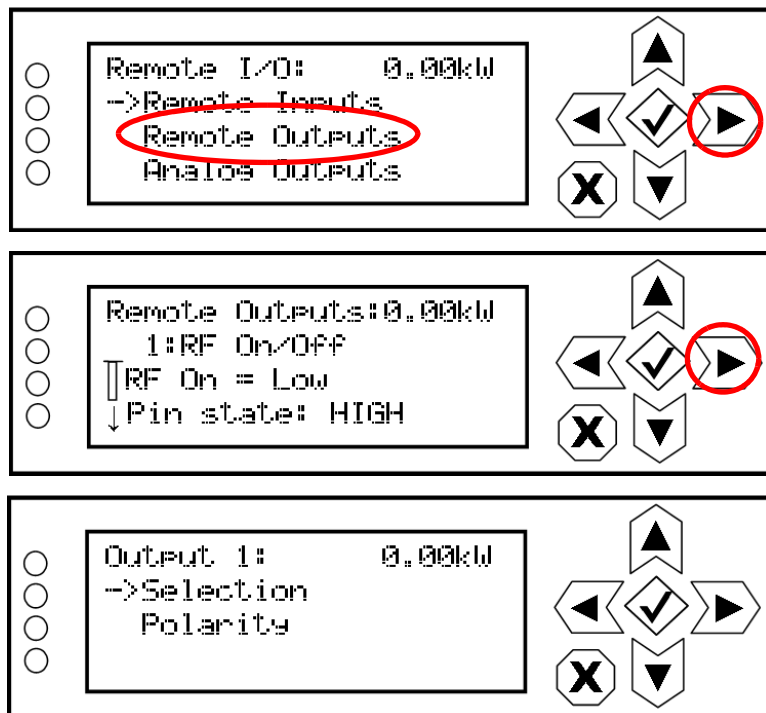 Remote I/O: 0.00kW
->Remote Inputs
Remote Outputs
Analog Outputs
X
Remote Outputs:0.00kW
1:RF On/Off
RF On = Low
↓Pin state: HIGH
X
Output 1: 0.00kW
->Selection
Polarity
X